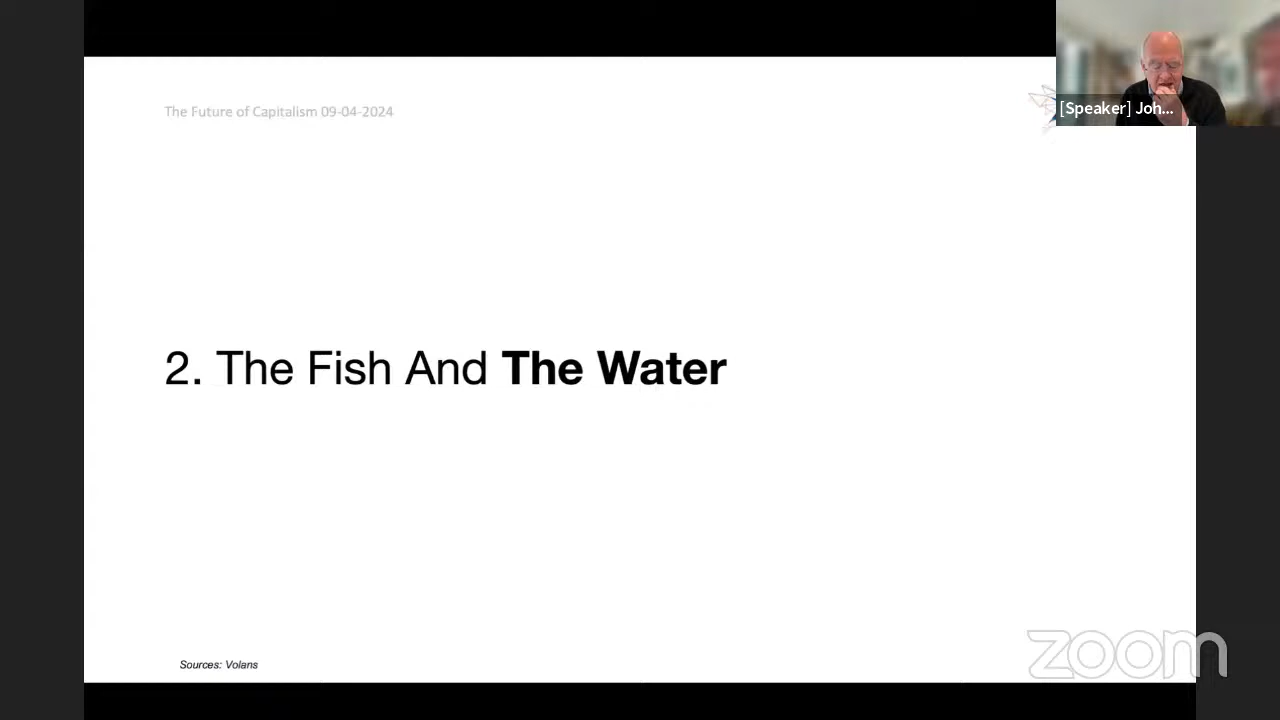 The Future of Capitalism 09-04-2024
[Speaker] Joh...
2. The Fish And The Water
Sources: Volans
zoom